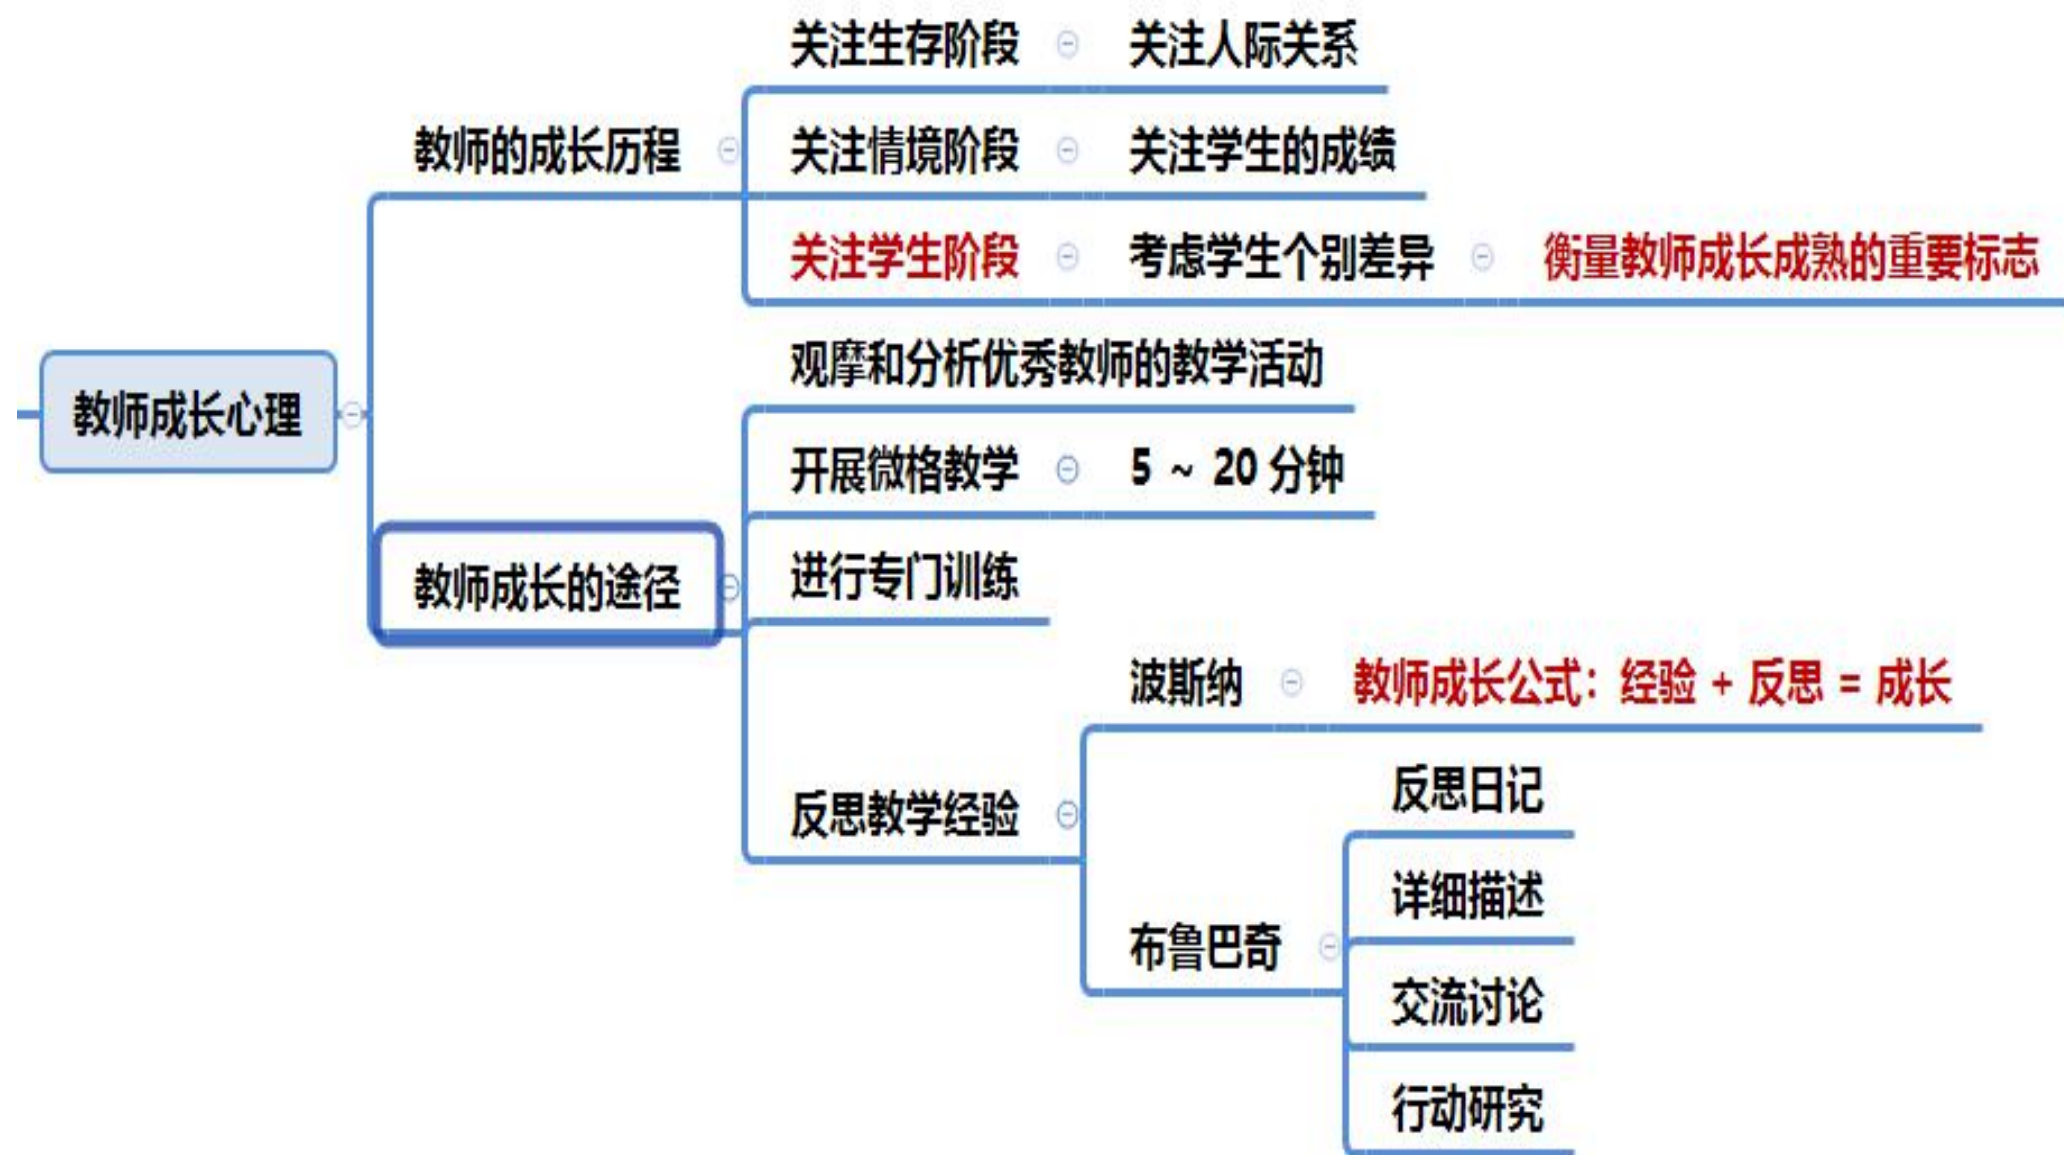 教师成长心理
教师的成长历程
关注生存阶段
关注人际关系
关注情境阶段
关注学生的成绩
关注学生阶段
考虑学生个别差异
衡量教师成长成熟的重要标志
教师成长的途径
观摩和分析优秀教师的教学活动
开展微格教学
5 ~ 20 分钟
进行专门训练
反思教学经验
波斯纳
教师成长公式：经验 + 反思 = 成长
布鲁巴奇
反思日记
详细描述
交流讨论
行动研究